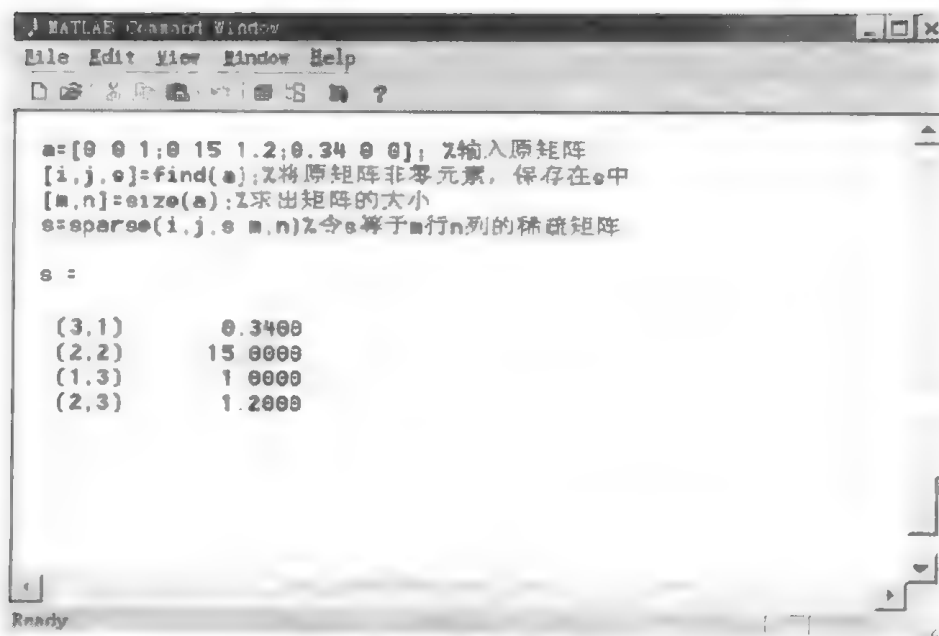 MATLAB Command Window
File Edit View Window Help
a=[0 0 1;0 15 1.2;0.34 0 0]; %输入原矩阵
[i,j,s]=find(a);%将原矩阵非零元素，保存在s中
[m,n]=size(a);%求出矩阵的大小
s=sparse(i,j,s m,n)%令s等于m行n列的稀疏矩阵
s =
(3,1) 0.3400
(2,2) 15 0000
(1,3) 1 0000
(2,3) 1.2000
Ready